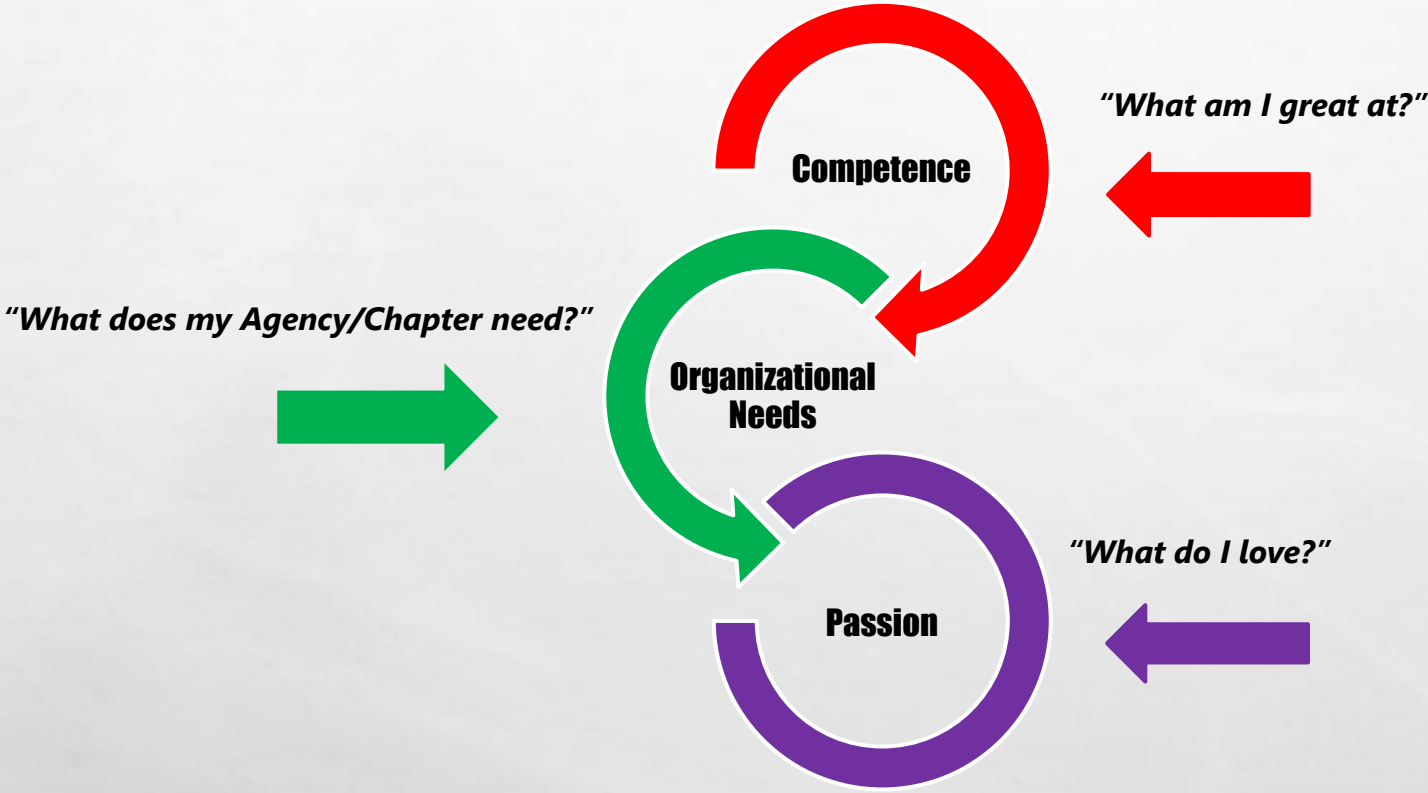 “What am I great at?”
Competence
“What does my Agency/Chapter need?”
Organizational
Needs
“What do I love?”
Passion